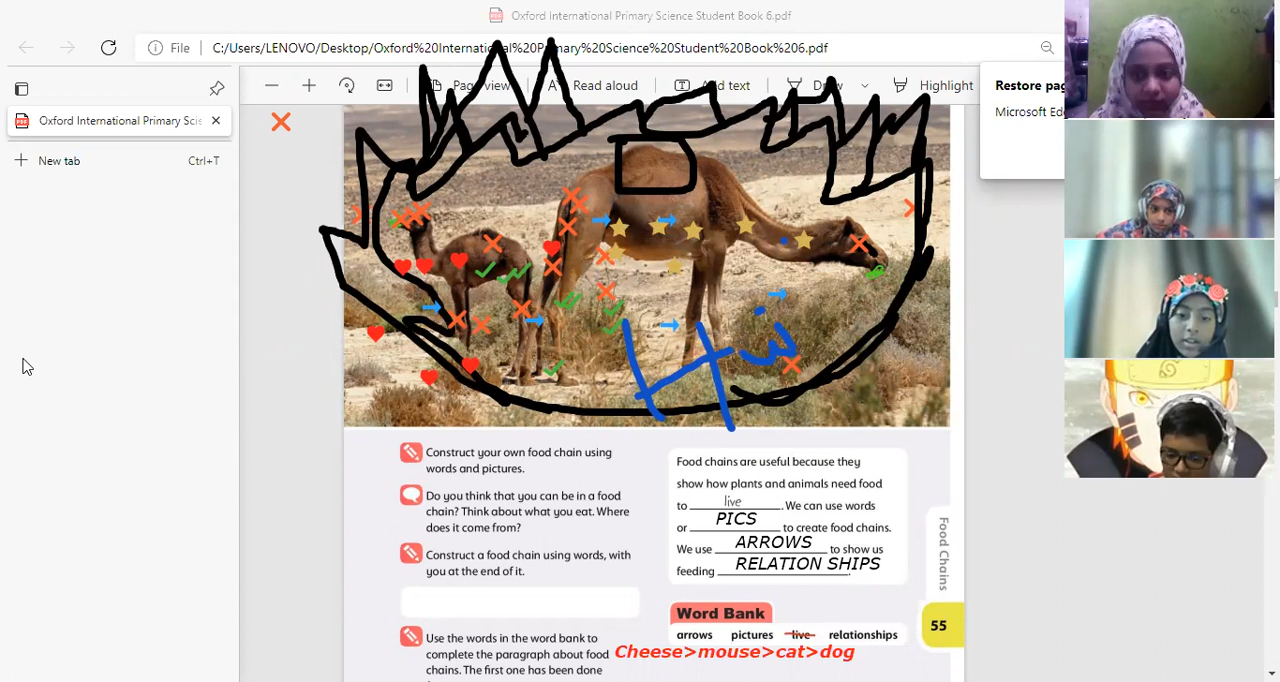 Oxford International Primary Science Student Book 6.pdf
File C:/Users/LENOVO/Desktop/Oxford%20International%20Primary%20Science%20Student%20Book%206.pdf
Page view Read aloud Add text Draw Highlight
Restore pag
Microsoft Ed
Oxford International Primary Scie
New tab Ctrl+T
Hi
Construct your own food chain using
words and pictures.
Do you think that you can be in a food
chain? Think about what you eat. Where
does it come from?
Construct a food chain using words, with
you at the end of it.
Use the words in the word bank to
complete the paragraph about food
chains. The first one has been done
Food chains are useful because they
show how plants and animals need food
to live. We can use words
or PICS to create food chains.
We use ARROWS to show us
feeding RELATION SHIPS.
Word Bank
arrows pictures live relationships
Cheese>mouse>cat>dog
Food Chains
55